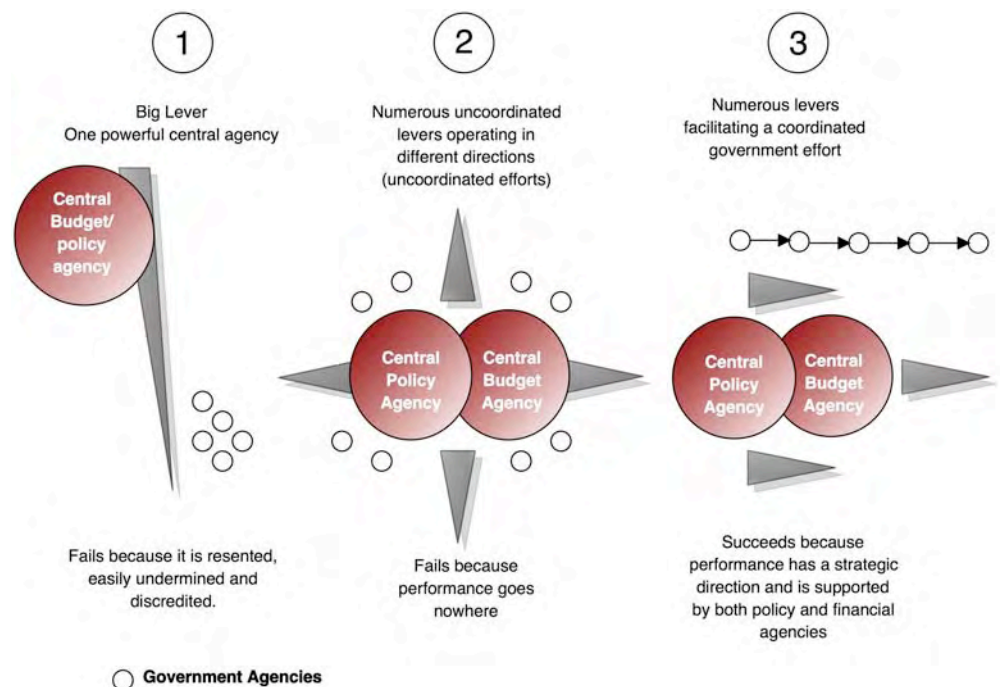 1
Big Lever
One powerful central agency
Central
Budget/
policy
agency
Fails because it is resented,
easily undermined and
discredited.
2
Numerous uncoordinated
levers operating in
different directions
(uncoordinated efforts)
Central
Policy
Agency
Central
Budget
Agency
Fails because
performance goes
nowhere
3
Numerous levers
facilitating a coordinated
government effort
Central
Policy
Agency
Central
Budget
Agency
Succeeds because
performance has a strategic
direction and is supported
by both policy and financial
agencies
Government Agencies